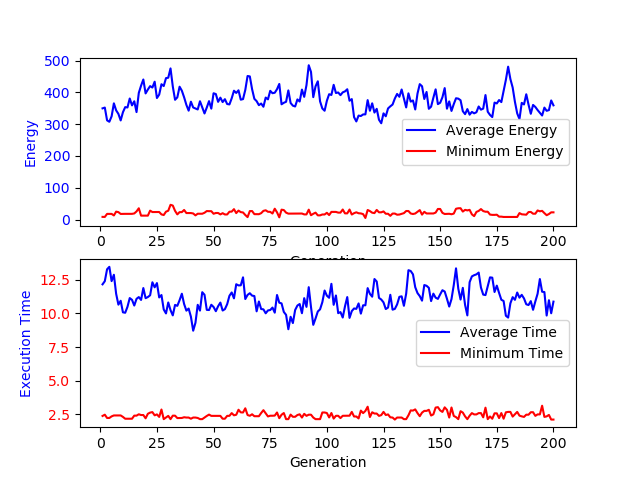 500
400
300
200
100
0
Energy
Average Energy
Minimum Energy
0 25 50 75 100 125 150 175 200
Generation
12.5
10.0
7.5
5.0
2.5
Execution Time
Average Time
Minimum Time
0 25 50 75 100 125 150 175 200
Generation